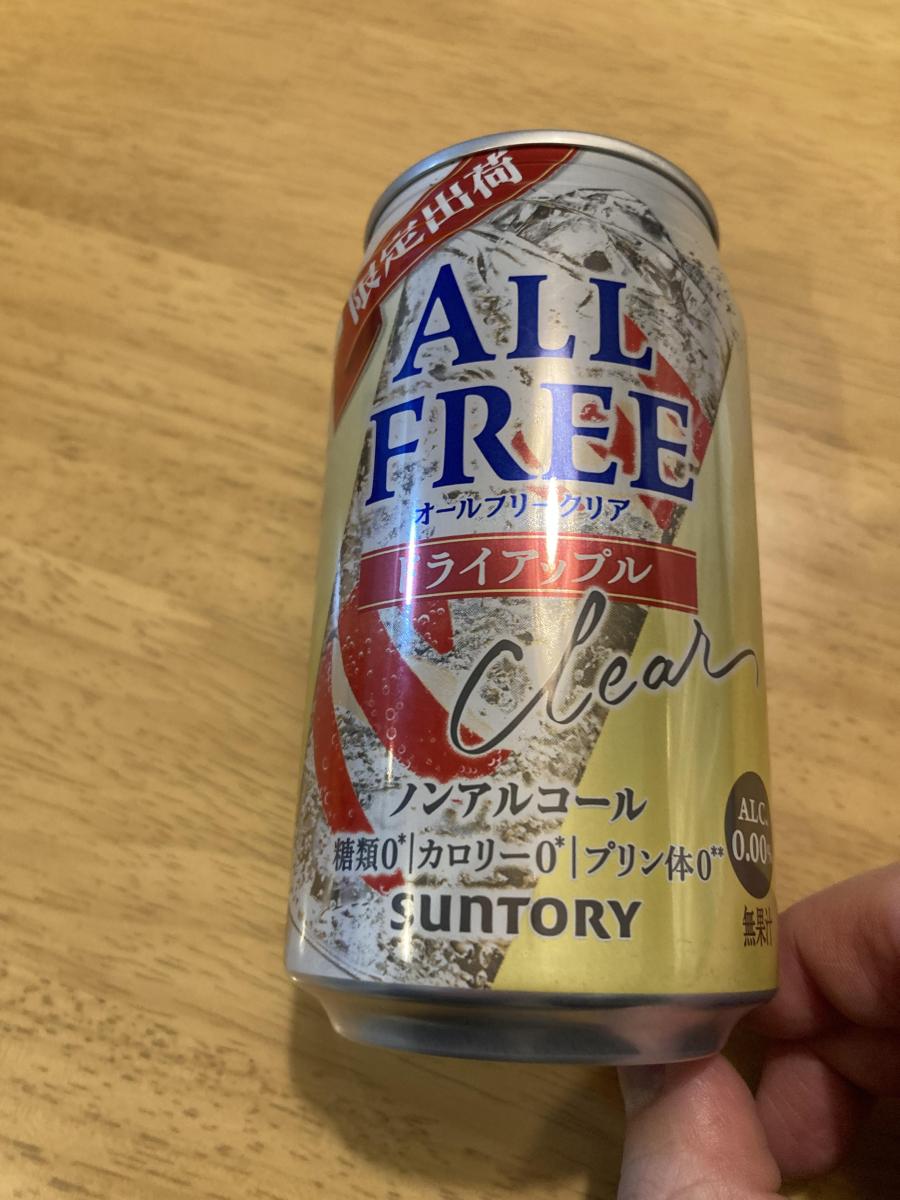 限定出荷
ALL
FREE
オールフリークリア
ドライアップル
Clear
ノンアルコール
糖類0*|カロリー0*|プリン体0**
ALC.
0.00%
SUNTORY
無果汁